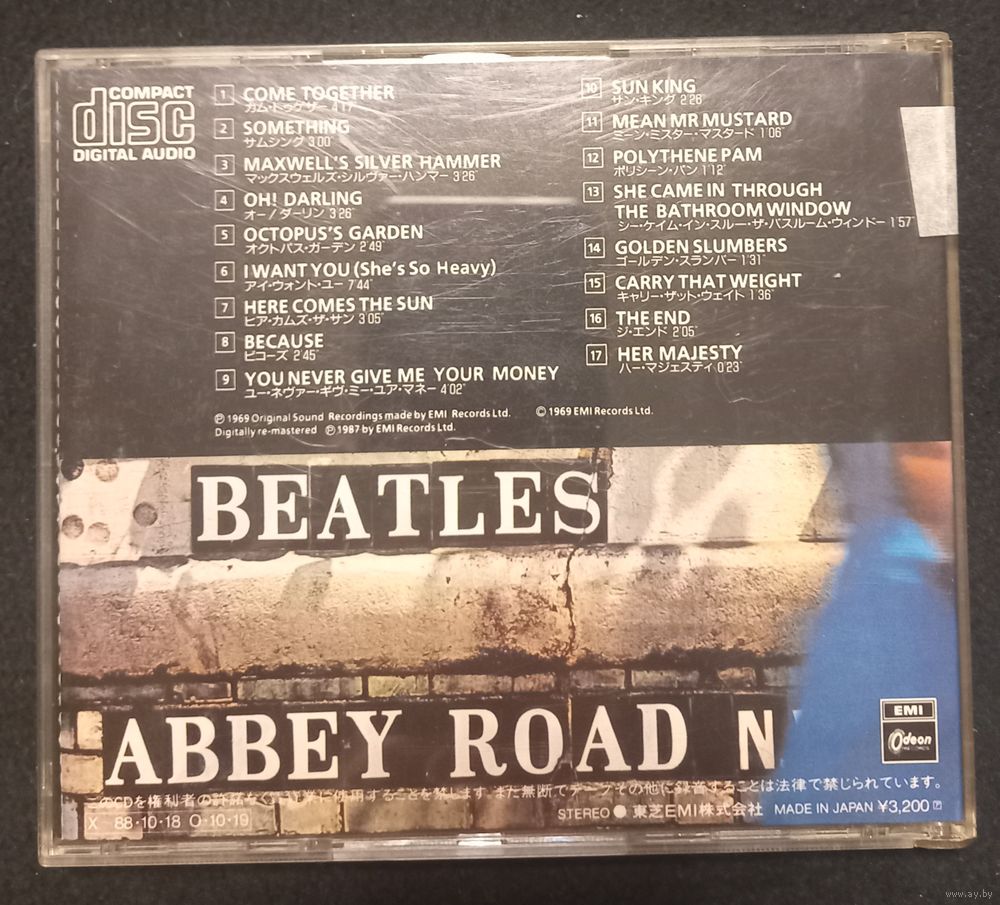 COMPACT
disc
DIGITAL AUDIO
1 COME TOGETHER
カム・トゥゲザー 4'17"
2 SOMETHING
サムシング 3'00"
3 MAXWELL'S SILVER HAMMER
マックスウェルズ・シルヴァー・ハンマー 3'26"
4 OH! DARLING
オー!ダーリン 3'26"
5 OCTOPUS'S GARDEN
オクトパス・ガーデン 2'49"
6 I WANT YOU (She's So Heavy)
アイ・ウォント・ユー 7'44"
7 HERE COMES THE SUN
ヒア・カムズ・ザ・サン 3'05"
8 BECAUSE
ビコーズ 2'45"
9 YOU NEVER GIVE ME YOUR MONEY
ユー・ネヴァー・ギヴ・ミー・ユア・マネー 4'02"
10 SUN KING
サン・キング 2'26"
11 MEAN MR MUSTARD
ミーン・ミスター・マスタード 1'06"
12 POLYTHENE PAM
ポリシーン・パン 1'12"
13 SHE CAME IN THROUGH
THE BATHROOM WINDOW
シー・ケイム・イン・スルー・ザ・バスルーム・ウィンドー 1'57"
14 GOLDEN SLUMBERS
ゴールデン・スランバー 1'31"
15 CARRY THAT WEIGHT
キャリー・ザット・ウェイト 1'36"
16 THE END
ジ・エンド 2'05"
17 HER MAJESTY
ハー・マジェスティ 0'23"
Ⓟ 1969 Original Sound Recordings made by EMI Records Ltd. © 1969 EMI Records Ltd.
Digitally re-mastered Ⓟ 1987 by EMI Records Ltd.
BEATLES
ABBEY ROAD N
EMI
Odeon
RECORDS
このCDを権利者の許諾なく賃貸業に使用することを禁じます。また無断でテープその他に録音することは法律で禁じられています。
STEREO ● 東芝EMI株式会社 MADE IN JAPAN ¥3,200
X 88・10・18 O・10・19
www.ay.by